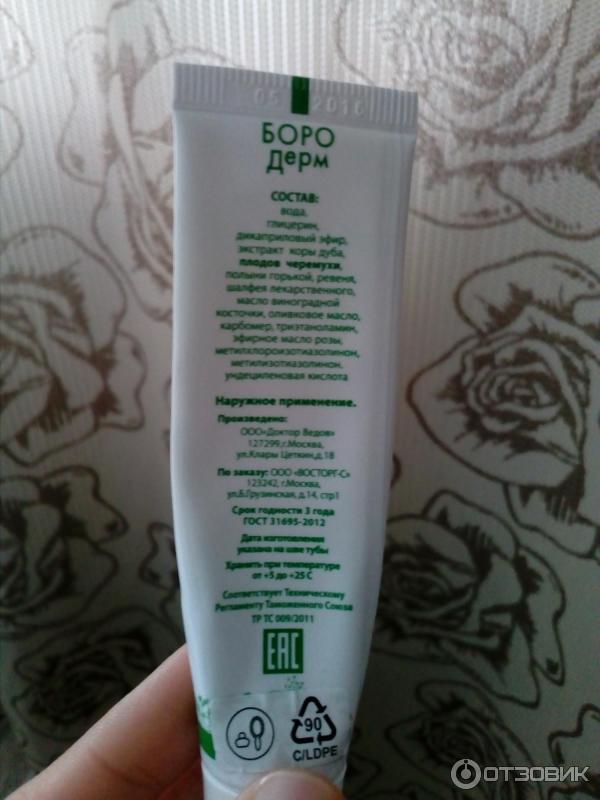 05 2016
БОРО
Дерм
СОСТАВ:
вода,
глицерин,
дикаприловый эфир,
экстракт коры дуба,
плодов черемухи,
полыни горькой, ревеня,
шалфея лекарственного,
масло виноградной
косточки, оливковое масло,
карбомер, триэтаноламин,
эфирное масло розы,
метилхлороизотиазолинон,
метилизотиазолинон,
ундециленовая кислота
Наружное применение.
Произведено:
ООО«Доктор Ведов»
127299,г.Москва,
ул.Клары Цеткин,д.18
По заказу: ООО «ВОСТОРГ-С»
123242, г.Москва,
ул.Б.Грузинская, д.14, стр1
Срок годности 3 года
ГОСТ 31695-2012
Дата изготовления
указана на шве тубы
Хранить при температуре
от +5 до +25 С
Соответствует Техническому
Регламенту Таможенного Союза
ТР ТС 009/2011
ЕАС
90
C/LDPE
ОТЗОВИК